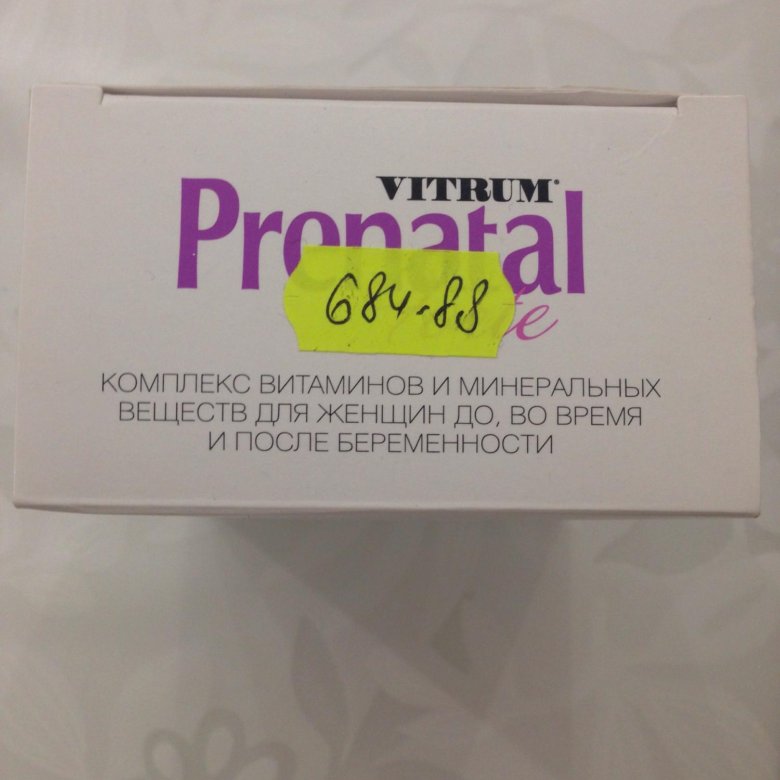 VITRUM®
Pronatal
684-88
КОМПЛЕКС ВИТАМИНОВ И МИНЕРАЛЬНЫХ
ВЕЩЕСТВ ДЛЯ ЖЕНЩИН ДО, ВО ВРЕМЯ
И ПОСЛЕ БЕРЕМЕННОСТИ